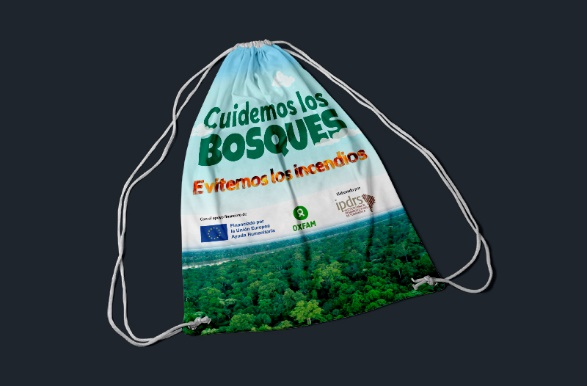 Cuidemos los
BOSQUES
Evitemos los incendios
Con el apoyo financiero de:
Financiado por
la Unión Europea
Ayuda Humanitaria
OXFAM
ipdrs